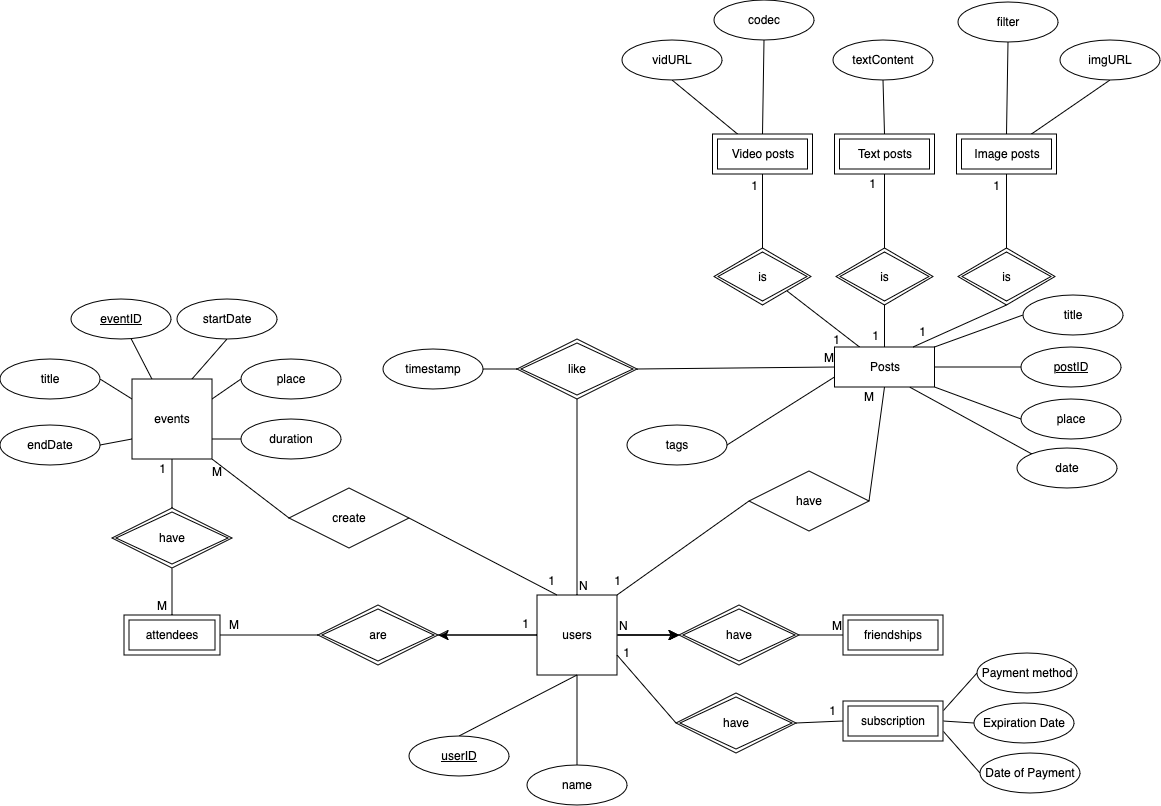 codec
filter
vidURL
textContent
imgURL
Video posts
Text posts
Image posts
1
1
1
is
is
is
eventID
startDate
title
1
1
1
M
timestamp
like
Posts
postID
title
place
M
place
events
tags
endDate
duration
date
1
M
have
create
have
1
N
1
M
attendees
M
are
1
users
N
have
M
friendships
1
Payment method
have
1
subscription
Expiration Date
userID
name
Date of Payment